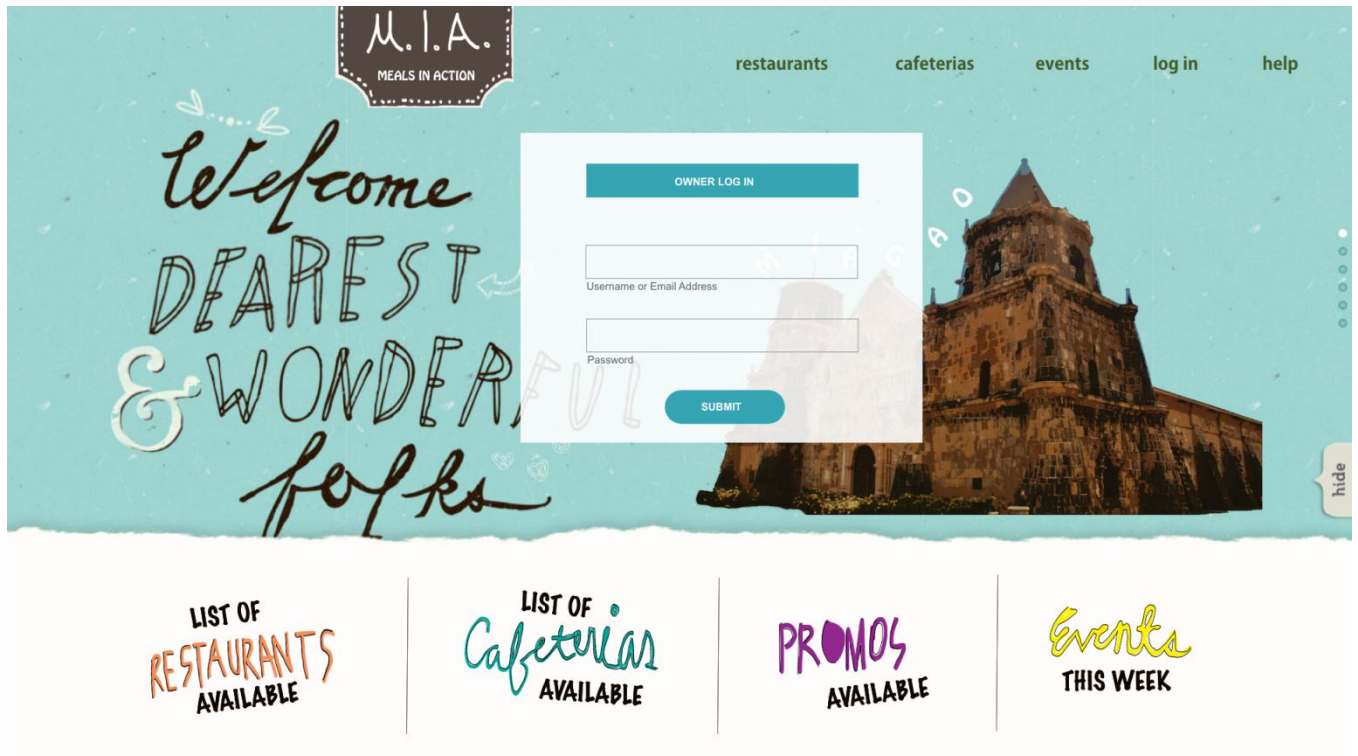 M.I.A.
MEALS IN ACTION
restaurants cafeterias events log in help
Welcome
DEAREST
& WONDERFUL
folks
MIAGAO
OWNER LOG IN
Username or Email Address
Password
SUBMIT
hide
LIST OF
RESTAURANTS
AVAILABLE
LIST OF
Cafeterias
AVAILABLE
PROMOS
AVAILABLE
Events
THIS WEEK